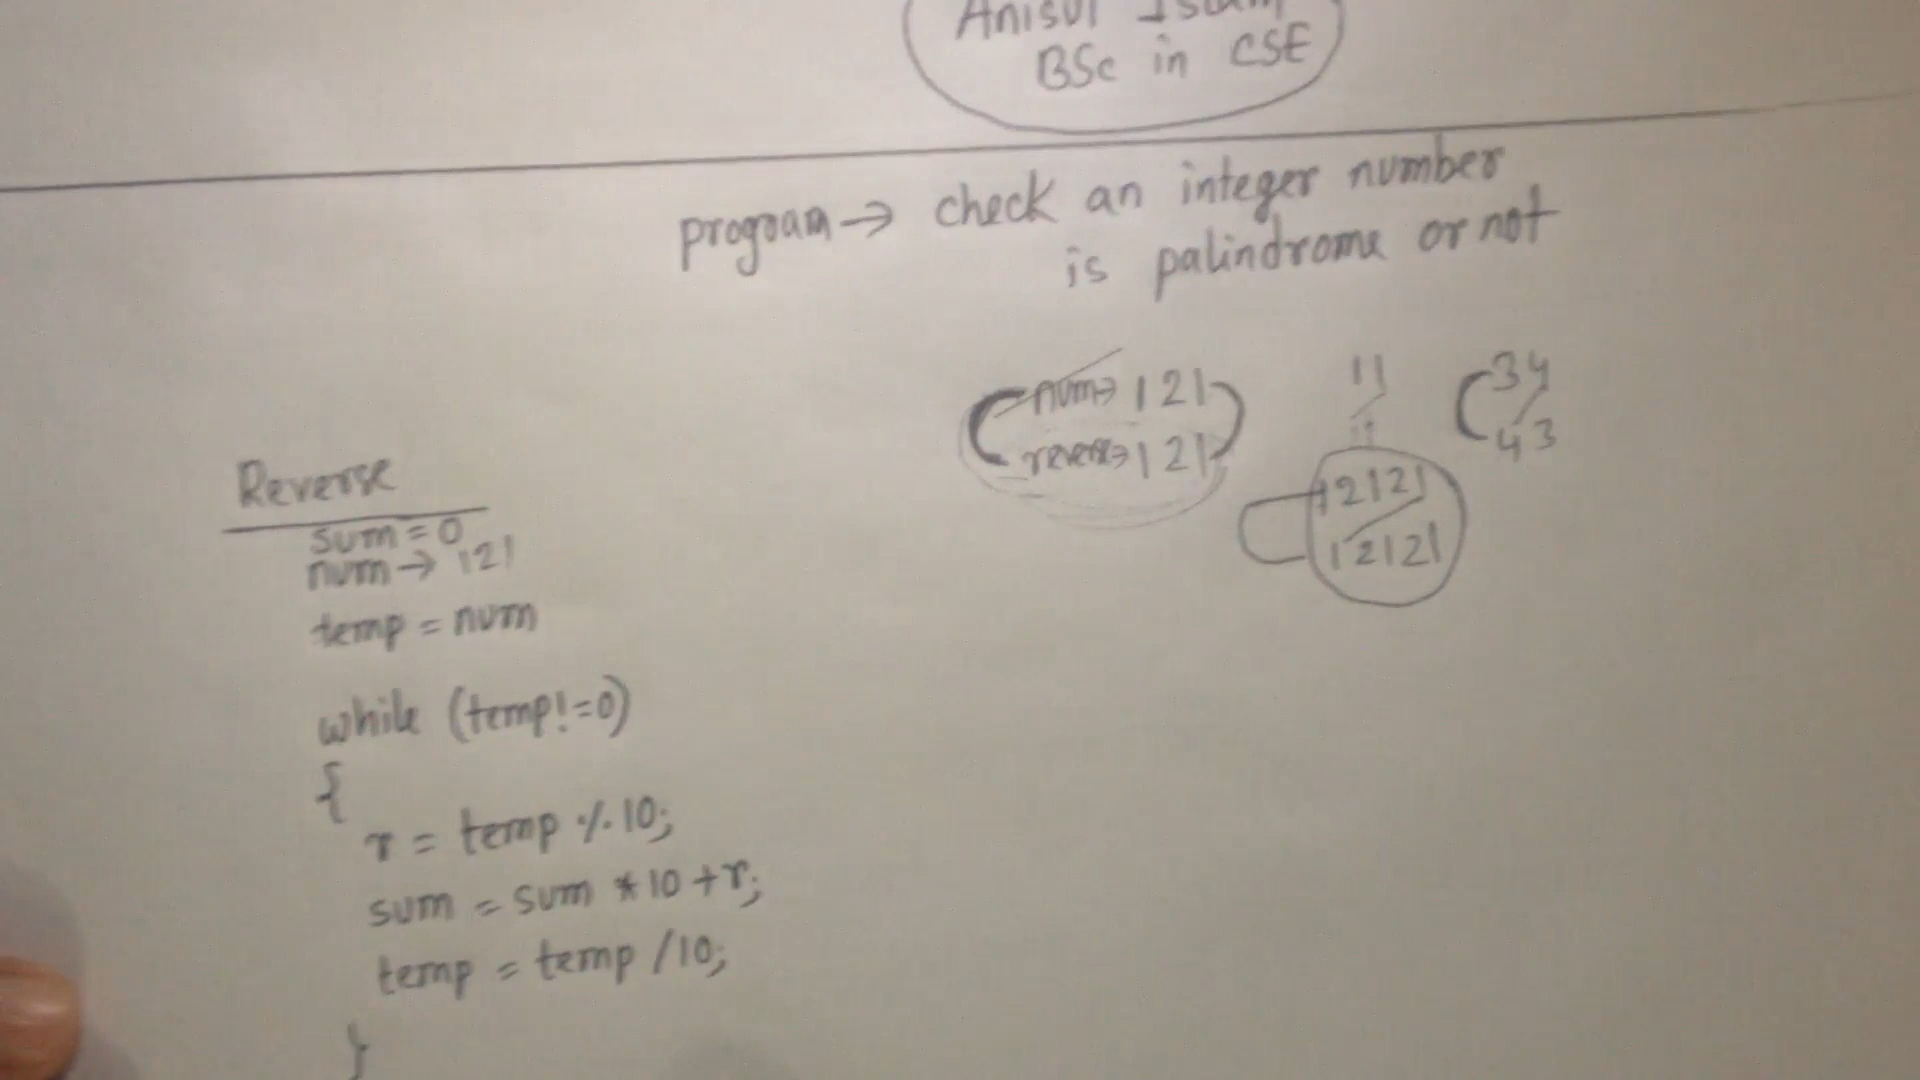 Anisul Islam
BSc in CSE
program → check an integer number
is palindrome or not
num→ 121
reverse→ 121
11
11
34
43
12121
12121
Reverse
sum = 0
num → 121
temp = num
while (temp!=0)
{
r = temp % 10;
sum = sum * 10 + r;
temp = temp / 10;
}